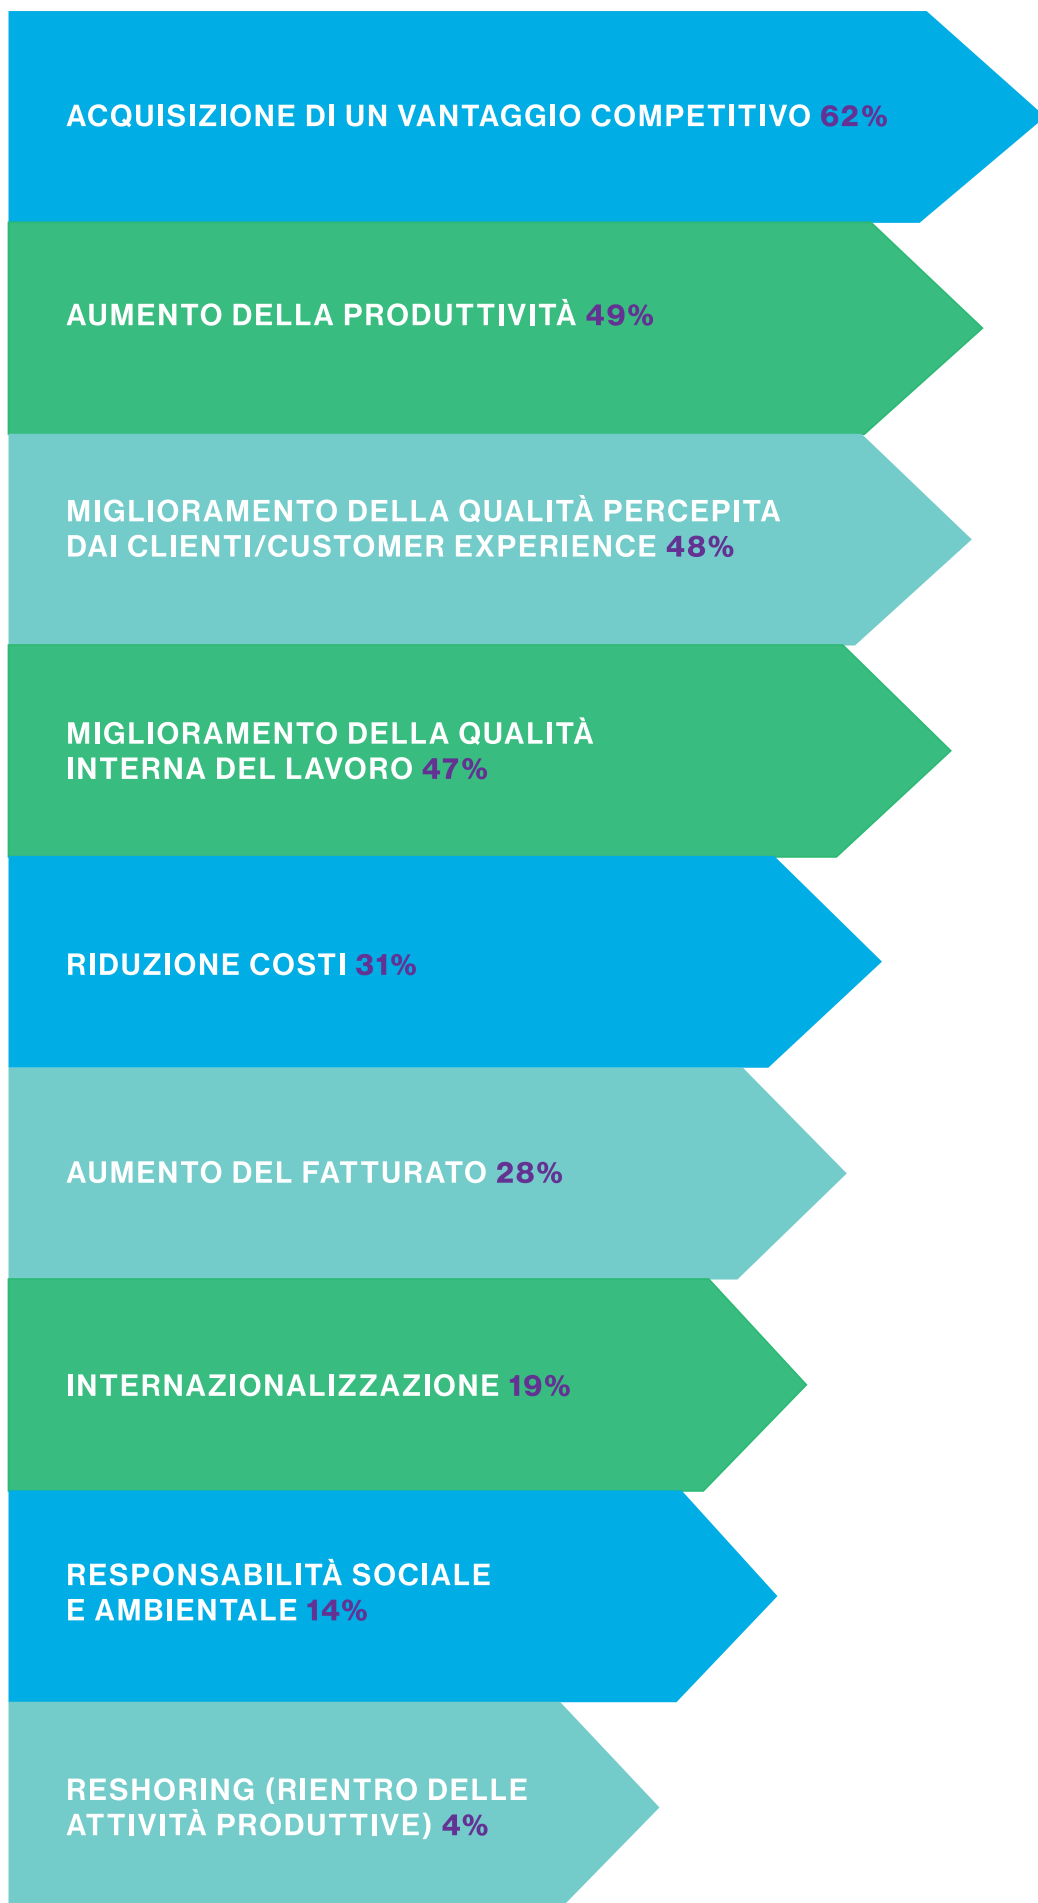 ACQUISIZIONE DI UN VANTAGGIO COMPETITIVO 62%
AUMENTO DELLA PRODUTTIVITÀ 49%
MIGLIORAMENTO DELLA QUALITÀ PERCEPITA
DAI CLIENTI/CUSTOMER EXPERIENCE 48%
MIGLIORAMENTO DELLA QUALITÀ
INTERNA DEL LAVORO 47%
RIDUZIONE COSTI 31%
AUMENTO DEL FATTURATO 28%
INTERNAZIONALIZZAZIONE 19%
RESPONSABILITÀ SOCIALE
E AMBIENTALE 14%
RESHORING (RIENTRO DELLE
ATTIVITÀ PRODUTTIVE) 4%